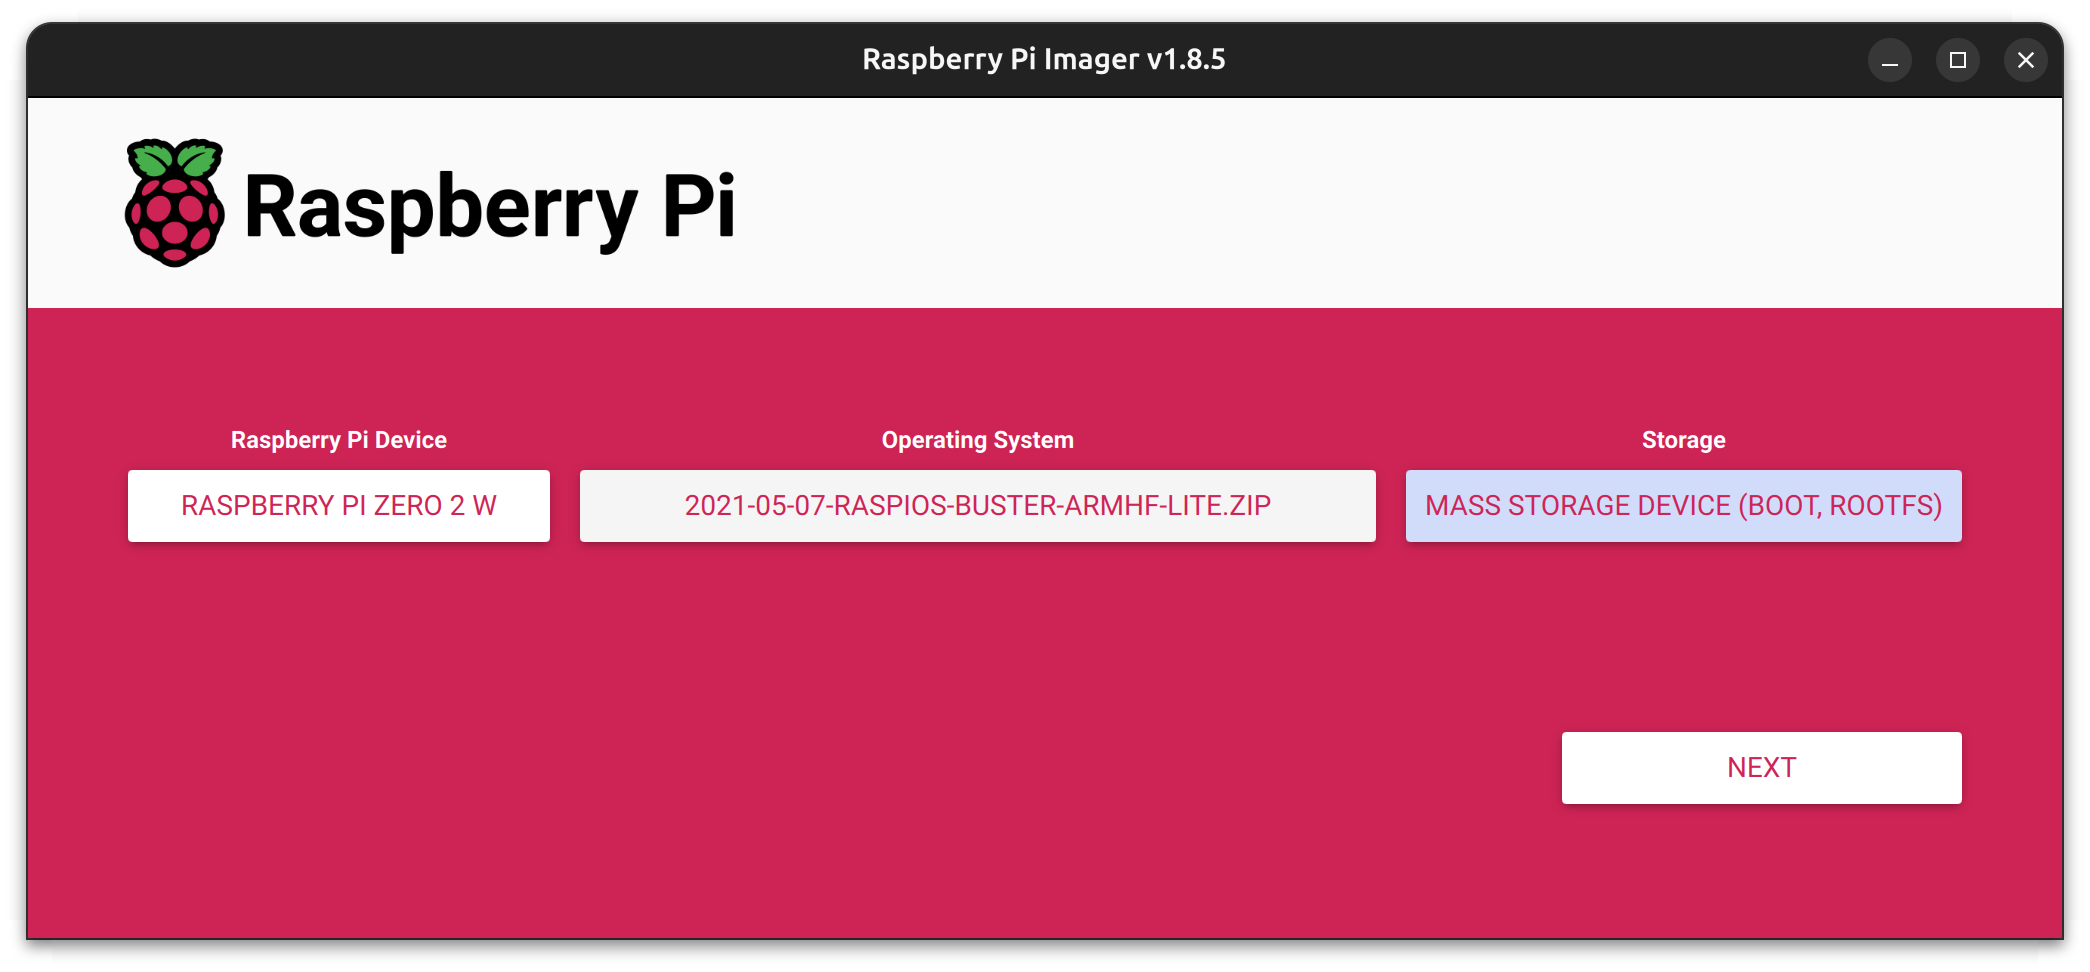 Raspberry Pi Imager v1.8.5
Raspberry Pi
Raspberry Pi Device
Operating System
Storage
RASPBERRY PI ZERO 2 W
2021-05-07-RASPIOS-BUSTER-ARMHF-LITE.ZIP
MASS STORAGE DEVICE (BOOT, ROOTFS)
NEXT